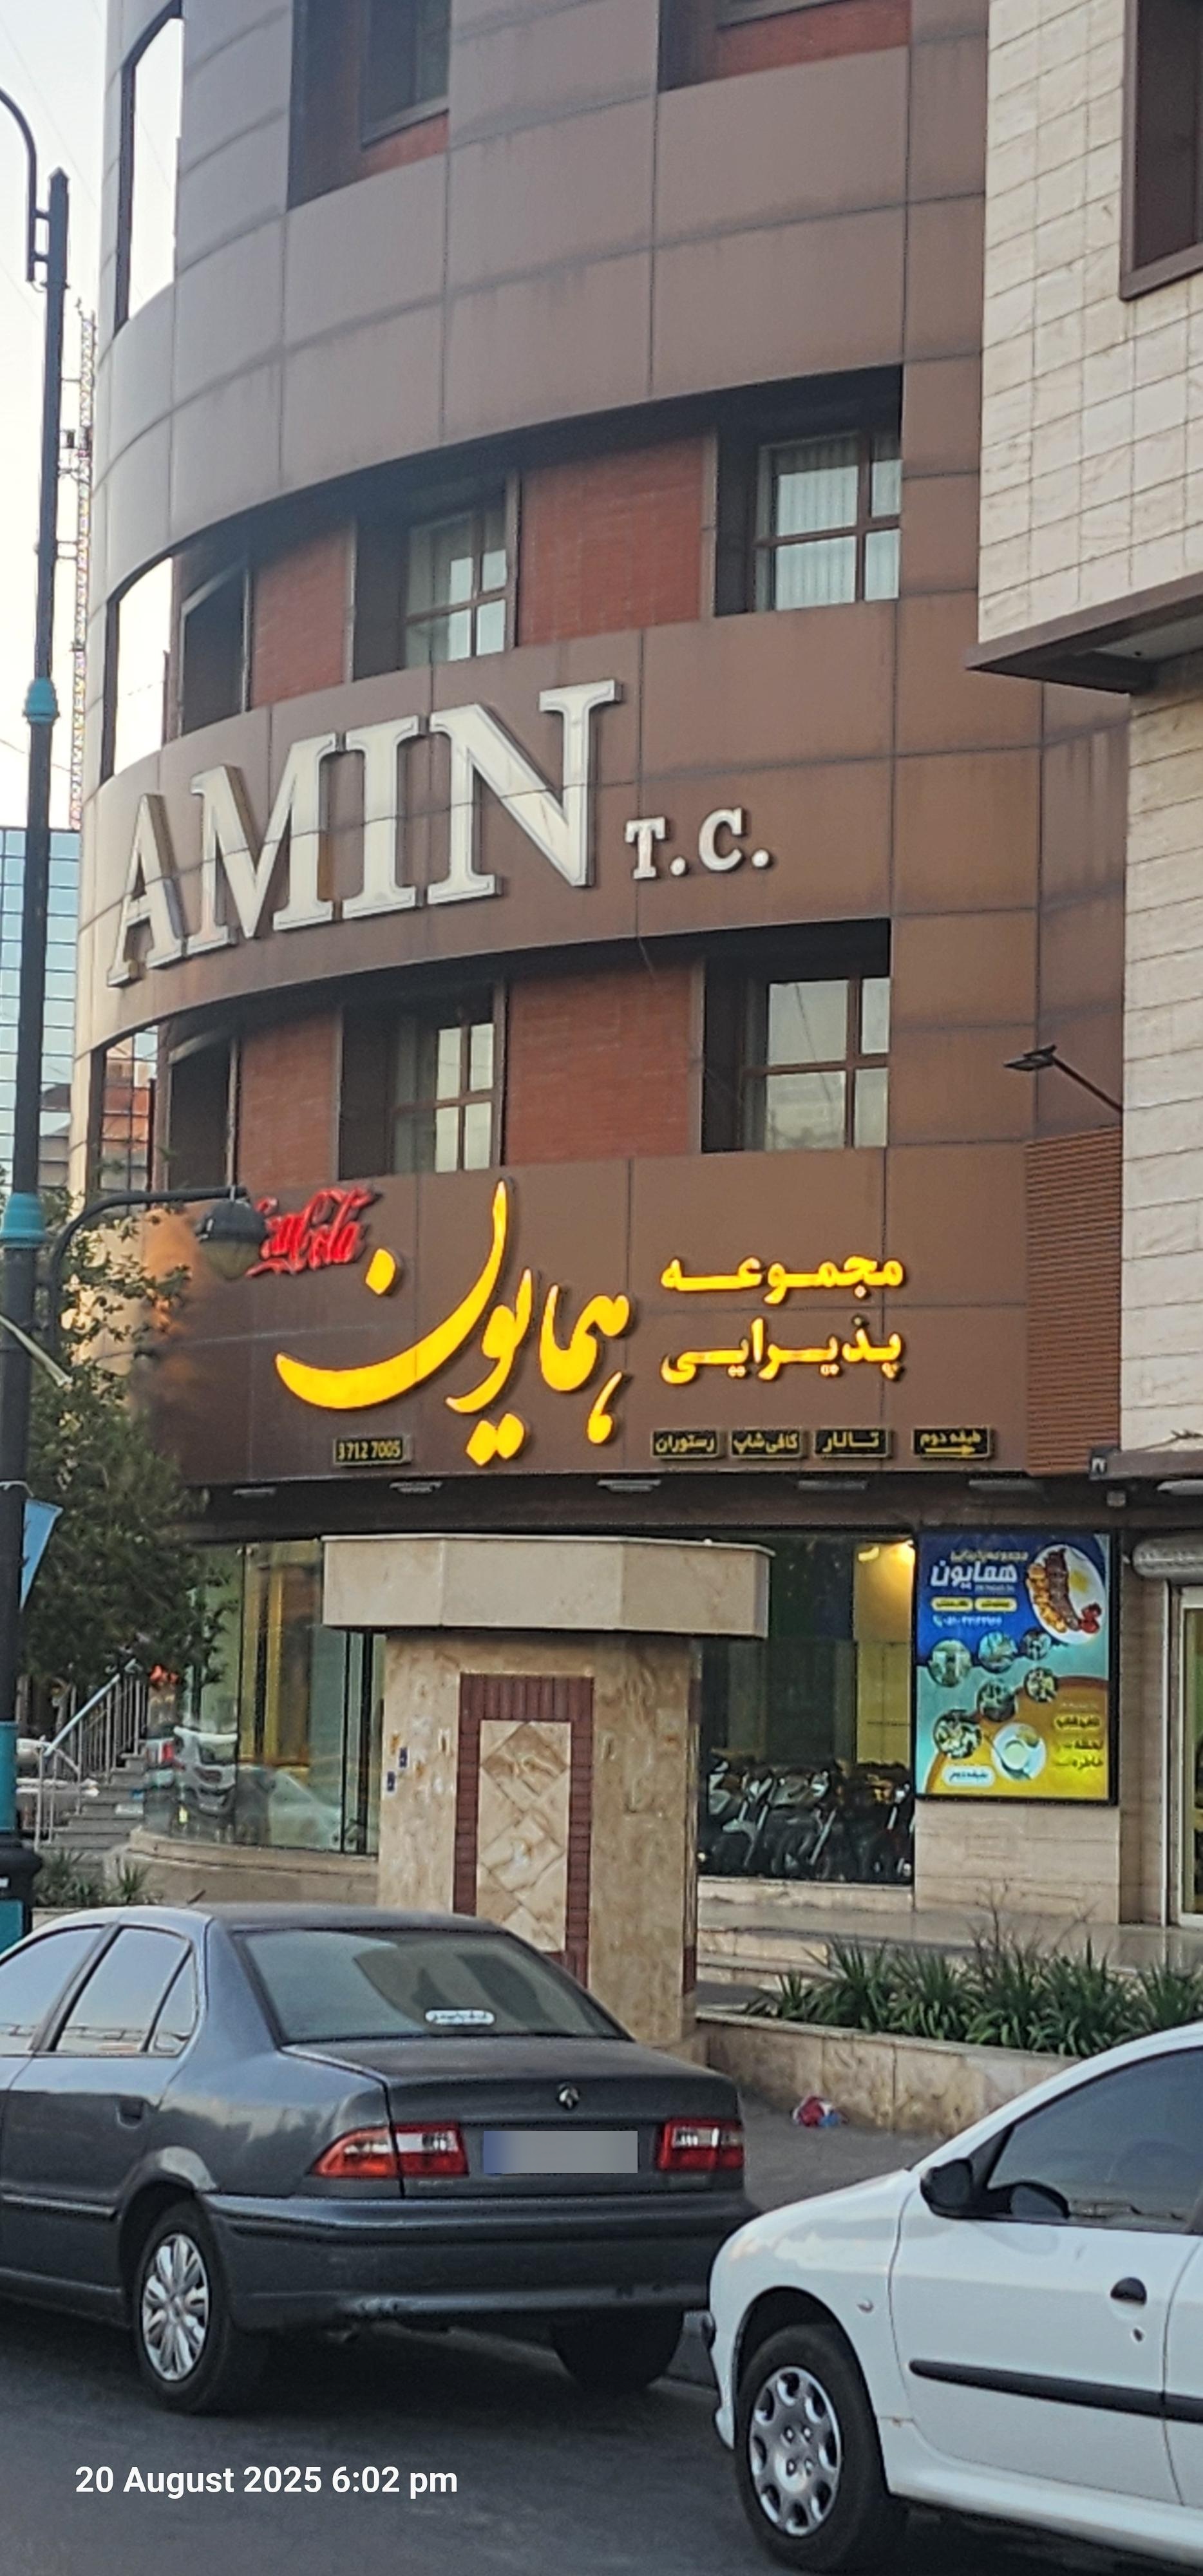 AMIN T.C.
Cola
مجموعه
پذیرایی
همایون
طبقه دوم
تالار
کافی شاپ
رستوران
3712 7005
همایون
20 August 2025 6:02 pm